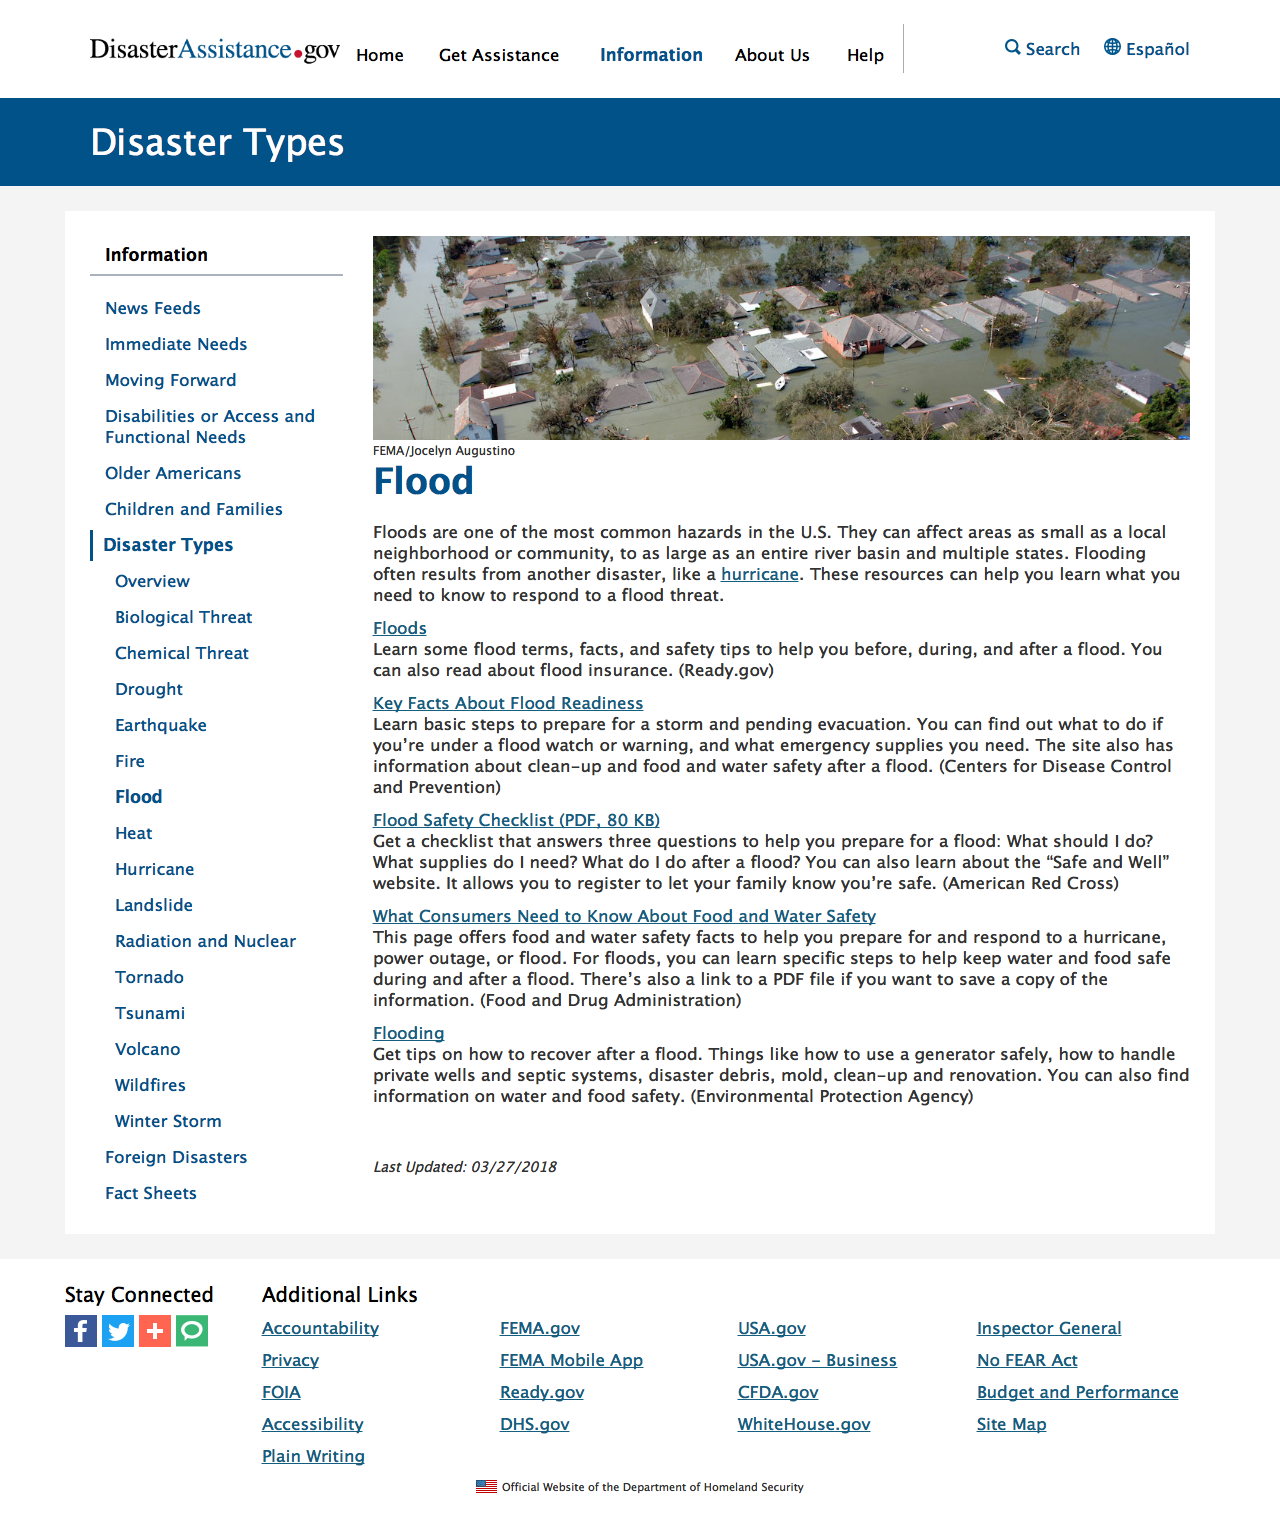 DisasterAssistance.gov
Home
Get Assistance
Information
About Us
Help
Search
Español
Disaster Types
Information
News Feeds
Immediate Needs
Moving Forward
Disabilities or Access and
Functional Needs
Older Americans
Children and Families
Disaster Types
Overview
Biological Threat
Chemical Threat
Drought
Earthquake
Fire
Flood
Heat
Hurricane
Landslide
Radiation and Nuclear
Tornado
Tsunami
Volcano
Wildfires
Winter Storm
Foreign Disasters
Fact Sheets
FEMA/Jocelyn Augustino
Flood
Floods are one of the most common hazards in the U.S. They can affect areas as small as a local
neighborhood or community, to as large as an entire river basin and multiple states. Flooding
often results from another disaster, like a hurricane. These resources can help you learn what you
need to know to respond to a flood threat.
Floods
Learn some flood terms, facts, and safety tips to help you before, during, and after a flood. You
can also read about flood insurance. (Ready.gov)
Key Facts About Flood Readiness
Learn basic steps to prepare for a storm and pending evacuation. You can find out what to do if
you’re under a flood watch or warning, and what emergency supplies you need. The site also has
information about clean-up and food and water safety after a flood. (Centers for Disease Control
and Prevention)
Flood Safety Checklist (PDF, 80 KB)
Get a checklist that answers three questions to help you prepare for a flood: What should I do?
What supplies do I need? What do I do after a flood? You can also learn about the “Safe and Well”
website. It allows you to register to let your family know you’re safe. (American Red Cross)
What Consumers Need to Know About Food and Water Safety
This page offers food and water safety facts to help you prepare for and respond to a hurricane,
power outage, or flood. For floods, you can learn specific steps to help keep water and food safe
during and after a flood. There’s also a link to a PDF file if you want to save a copy of the
information. (Food and Drug Administration)
Flooding
Get tips on how to recover after a flood. Things like how to use a generator safely, how to handle
private wells and septic systems, disaster debris, mold, clean-up and renovation. You can also find
information on water and food safety. (Environmental Protection Agency)
Last Updated: 03/27/2018
Stay Connected
Additional Links
Accountability
Privacy
FOIA
Accessibility
Plain Writing
FEMA.gov
FEMA Mobile App
Ready.gov
DHS.gov
USA.gov
USA.gov - Business
CFDA.gov
WhiteHouse.gov
Inspector General
No FEAR Act
Budget and Performance
Site Map
Official Website of the Department of Homeland Security